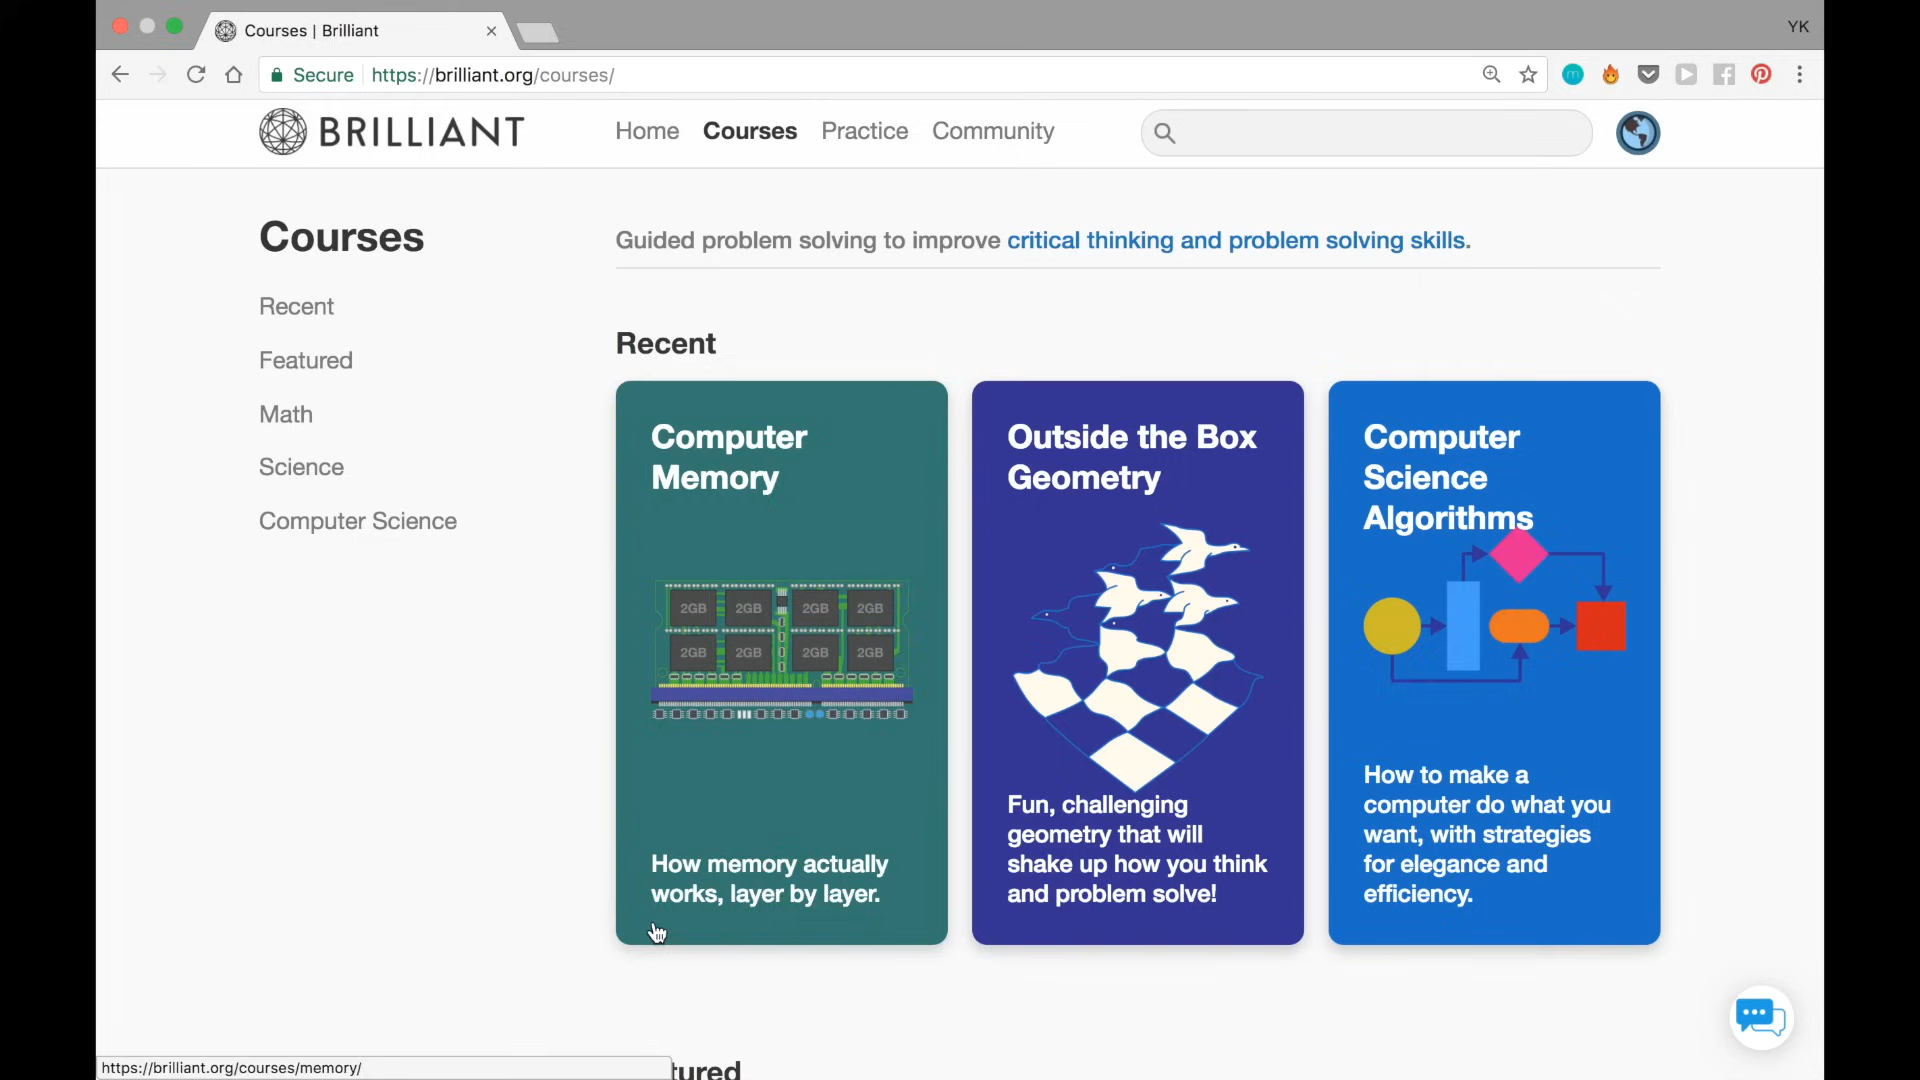 Courses | Brilliant
YK
Secure
https://brilliant.org/courses/
BRILLIANT
Home
Courses
Practice
Community
Courses
Recent
Featured
Math
Science
Computer Science
Guided problem solving to improve critical thinking and problem solving skills.
Recent
Computer
Memory
2GB 2GB 2GB 2GB
2GB 2GB 2GB 2GB
How memory actually
works, layer by layer.
Outside the Box
Geometry
Fun, challenging
geometry that will
shake up how you think
and problem solve!
Computer
Science
Algorithms
How to make a
computer do what you
want, with strategies
for elegance and
efficiency.
tured
https://brilliant.org/courses/memory/